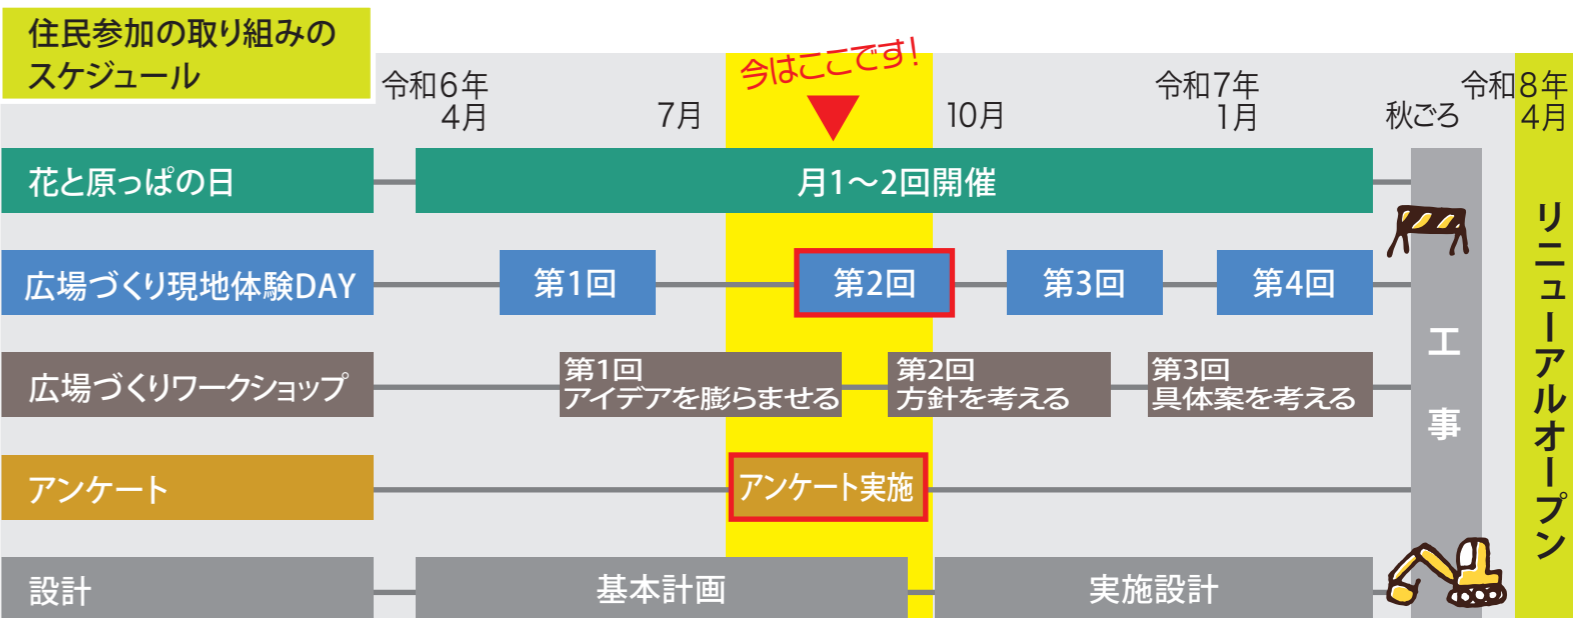 住民参加の取り組みの
スケジュール
今はここです!
令和6年
4月
7月
10月
令和7年
1月
秋ごろ
令和8年
4月
花と原っぱの日
月1～2回開催
広場づくり現地体験DAY
第1回
第2回
第3回
第4回
広場づくりワークショップ
第1回
アイデアを膨らませる
第2回
方針を考える
第3回
具体案を考える
アンケート
アンケート実施
設計
基本計画
実施設計
工事
リニューアルオープン